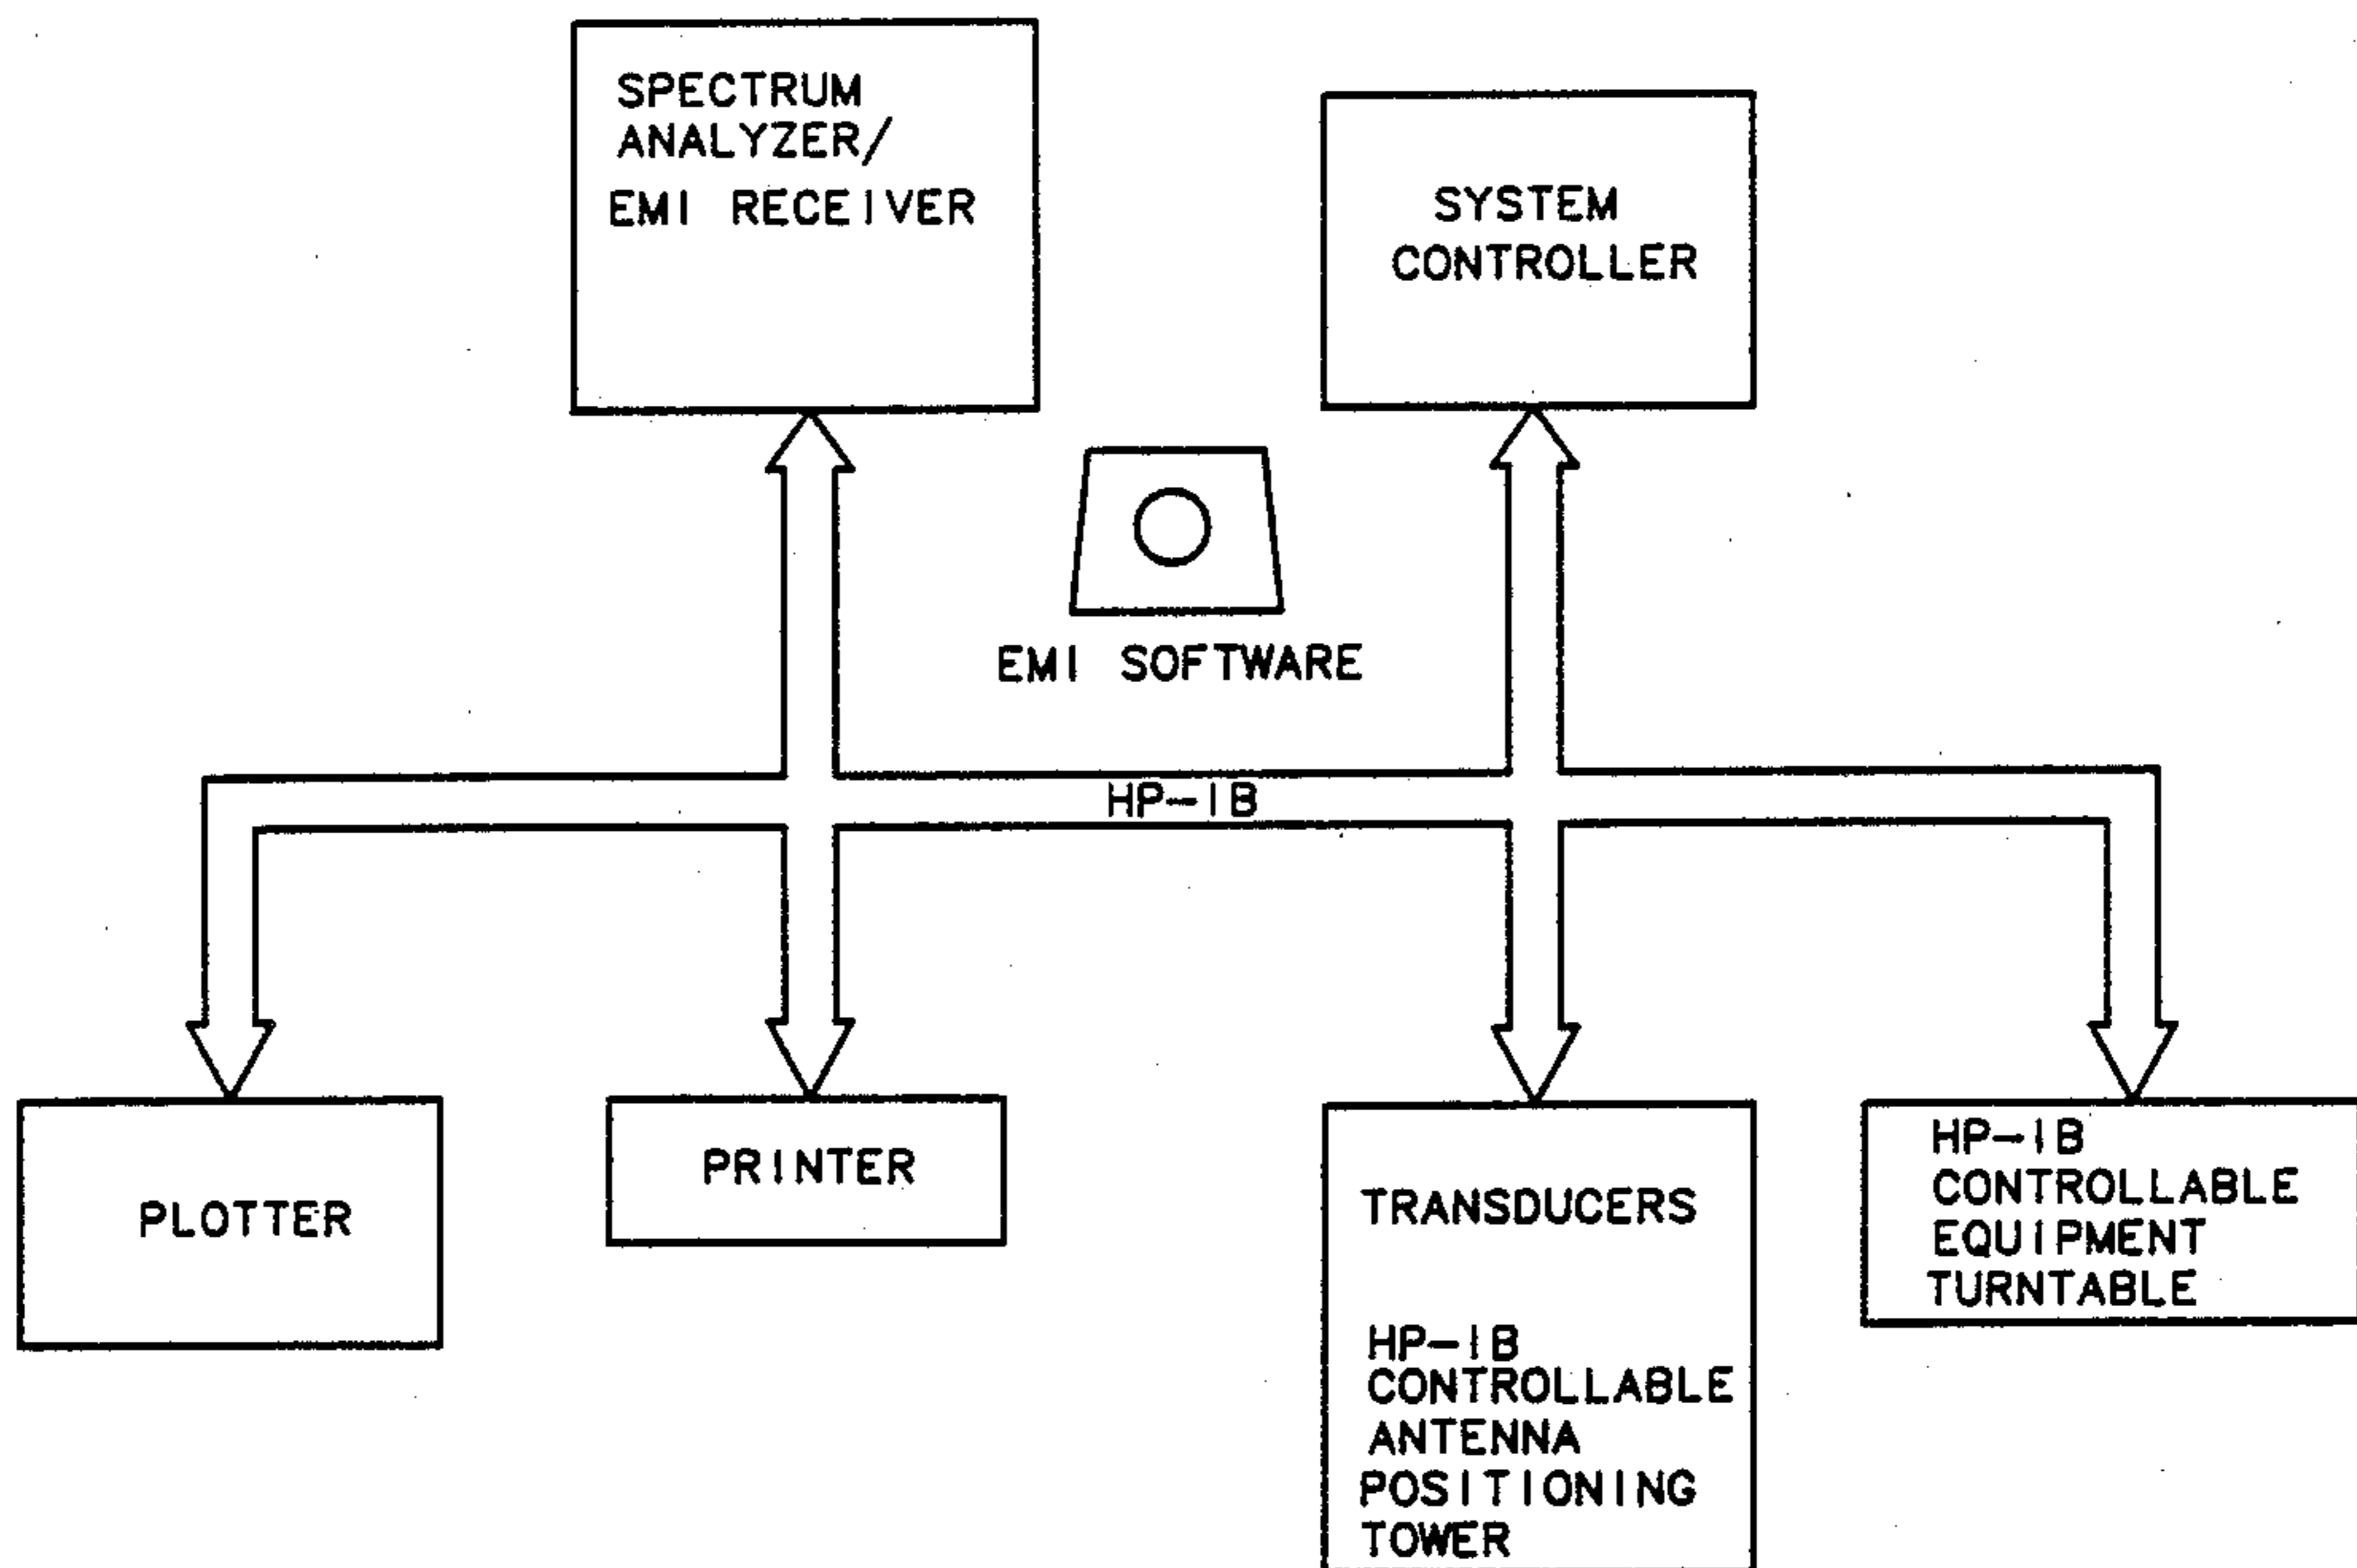 SPECTRUM
ANALYZER/
EMI RECEIVER
SYSTEM
CONTROLLER
EMI SOFTWARE
HP-IB
PLOTTER
PRINTER
TRANSDUCERS
HP-IB
CONTROLLABLE
ANTENNA
POSITIONING
TOWER
HP-IB
CONTROLLABLE
EQUIPMENT
TURNTABLE